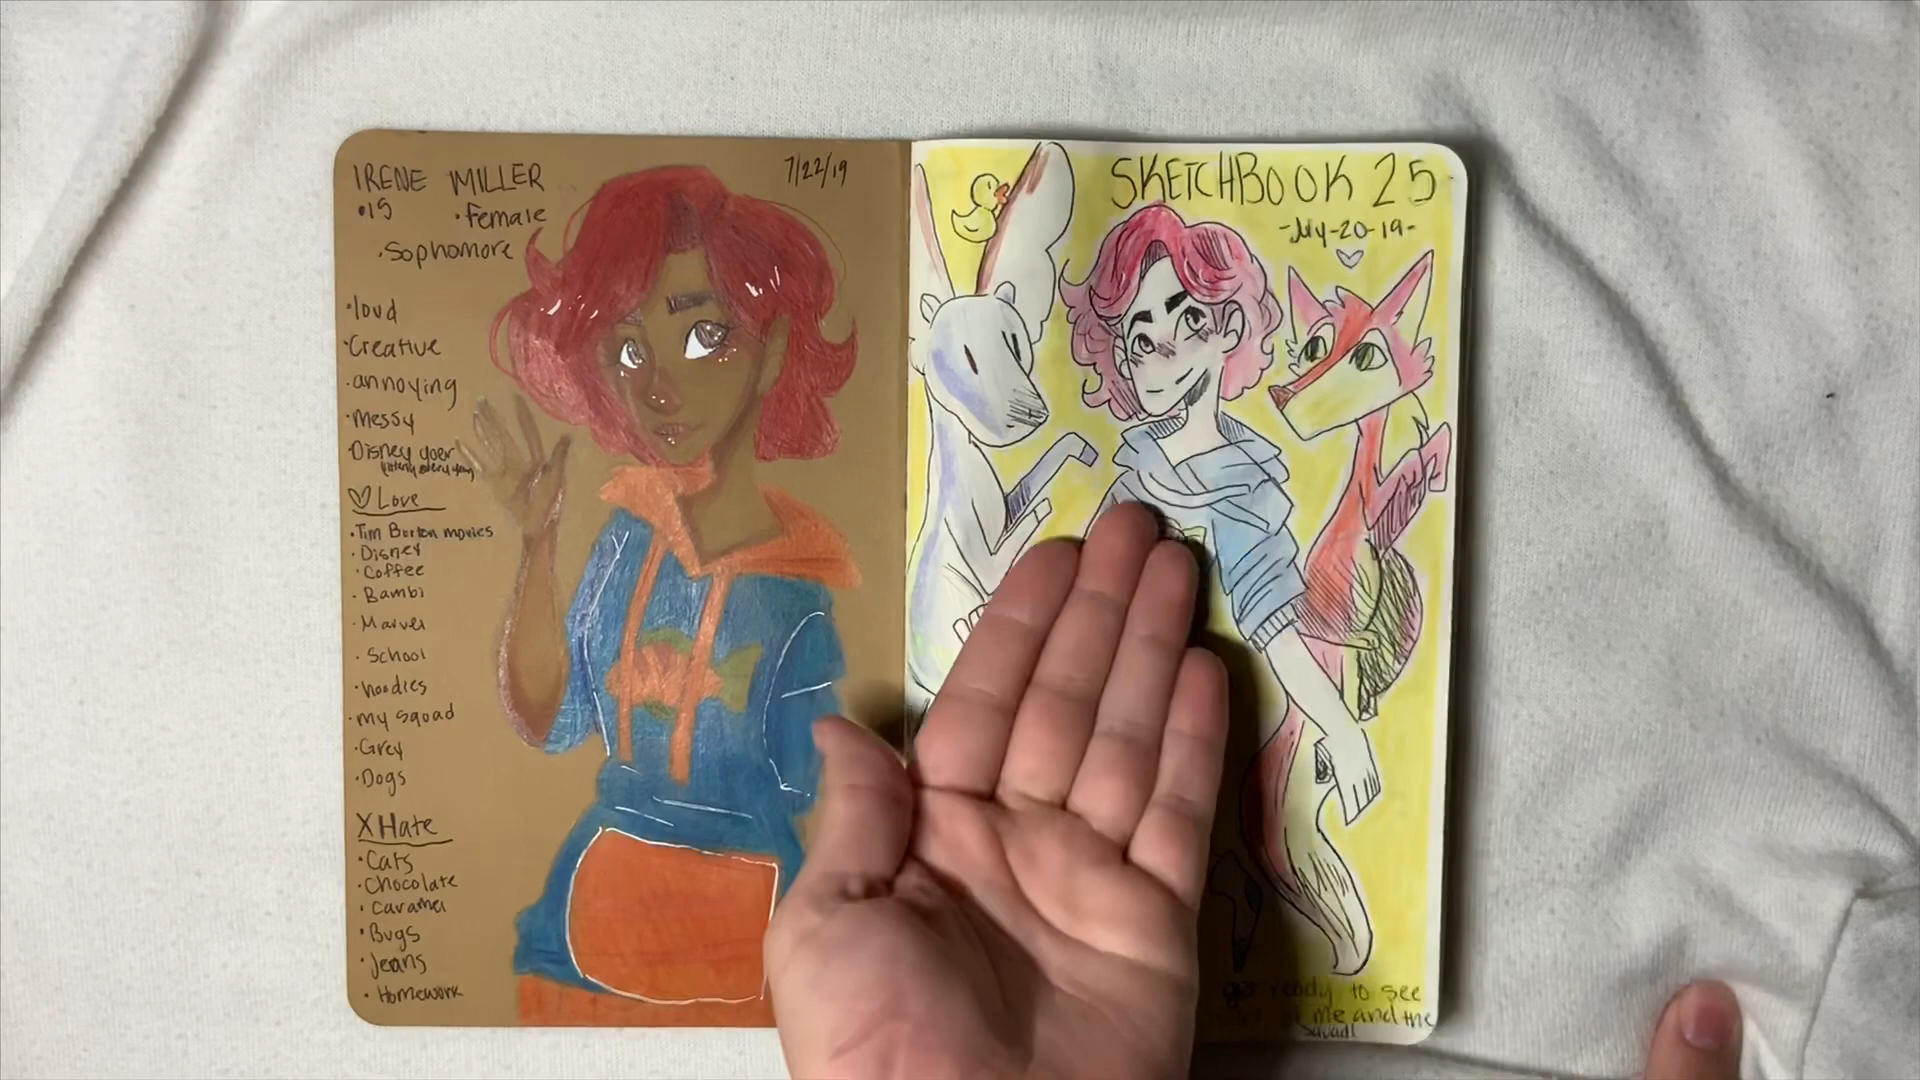 IRENE MILLER
7/22/19
•15
•female
•Sophomore
•loud
•Creative
•annoying
•Messy
•Disney goer
♡ Love
•Tim Burton movies
•Disney
•Coffee
•Bambi
•Marvel
•School
•hoodies
•my squad
•Grey
•Dogs
X Hate
•Cats
•Chocolate
•Caramel
•Bugs
•Jeans
•Homework
SKETCHBOOK 25
-July-20-19-
get ready to see
me and the
squad!